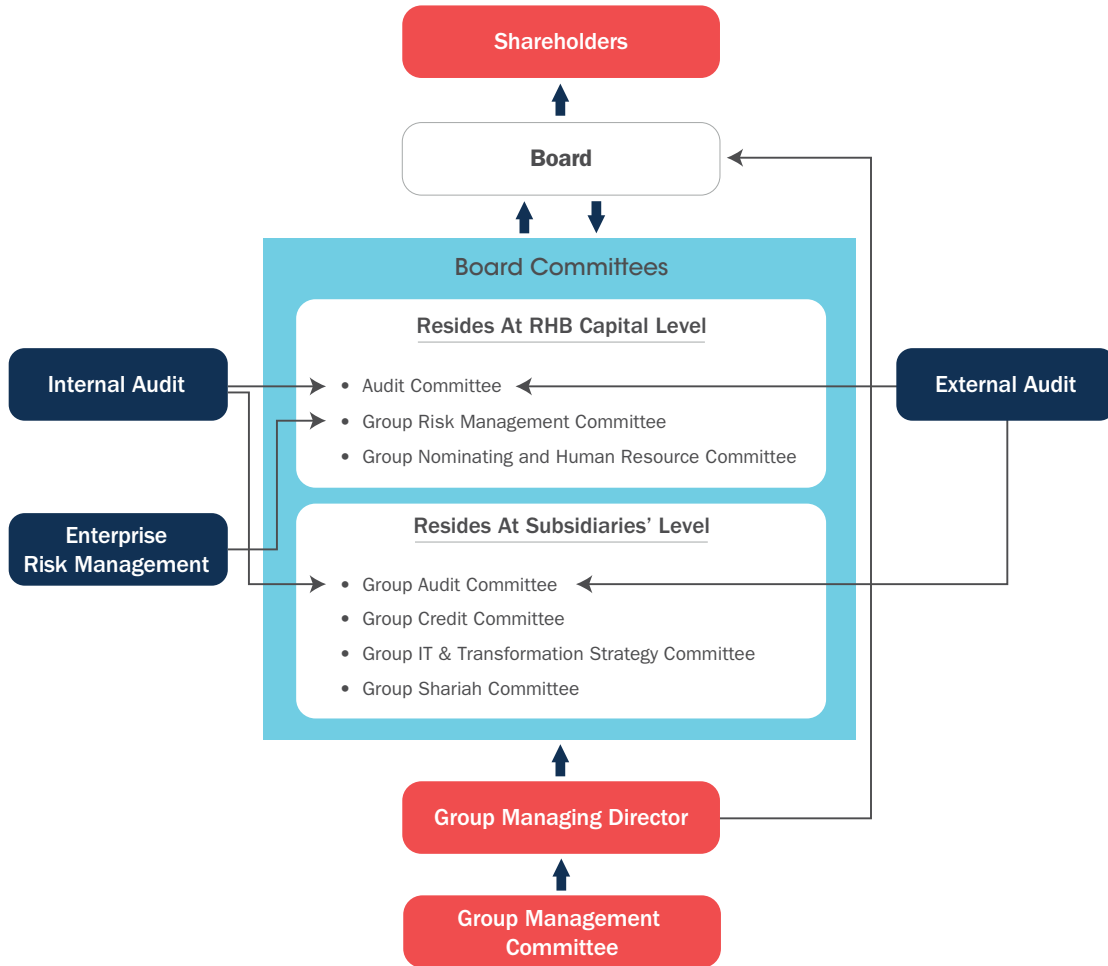 Shareholders
Board
Board Committees
Resides At RHB Capital Level
• Audit Committee
• Group Risk Management Committee
• Group Nominating and Human Resource Committee
Internal Audit
External Audit
Enterprise
Risk Management
Resides At Subsidiaries’ Level
• Group Audit Committee
• Group Credit Committee
• Group IT & Transformation Strategy Committee
• Group Shariah Committee
Group Managing Director
Group Management
Committee